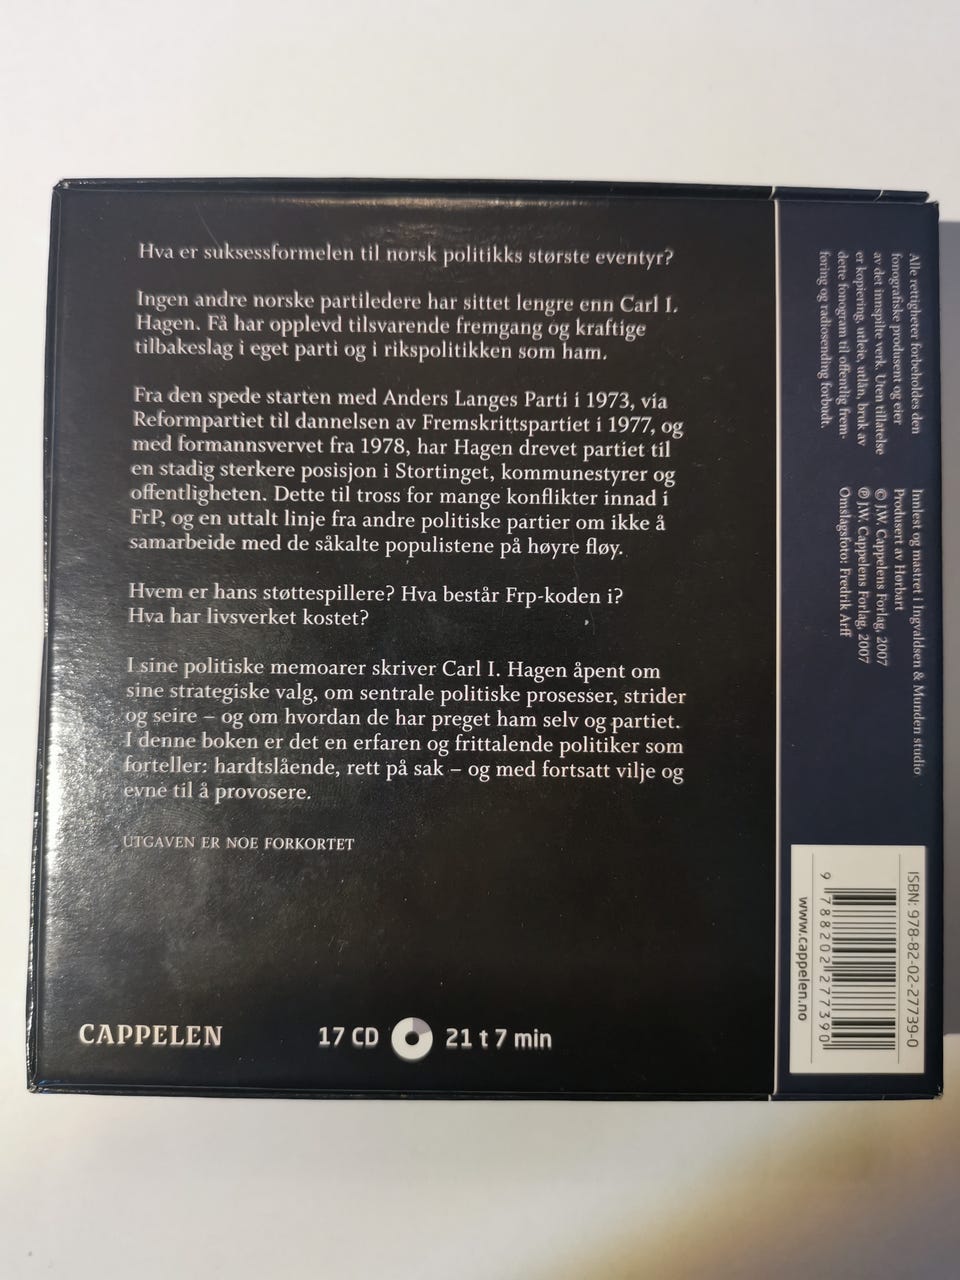 Hva er suksessformelen til norsk politikks største eventyr?
Ingen andre norske partiledere har sittet lengre enn Carl I.
Hagen. Få har opplevd tilsvarende fremgang og kraftige
tilbakeslag i eget parti og i rikspolitikken som ham.
Fra den spede starten med Anders Langes Parti i 1973, via
Reformpartiet til dannelsen av Fremskrittspartiet i 1977, og
med formannsvervet fra 1978, har Hagen drevet partiet til
en stadig sterkere posisjon i Stortinget, kommunestyrer og
offentligheten. Dette til tross for mange konflikter innad i
FrP, og en uttalt linje fra andre politiske partier om ikke å
samarbeide med de såkalte populistene på høyre fløy.
Hvem er hans støttespillere? Hva består Frp-koden i?
Hva har livsverket kostet?
I sine politiske memoarer skriver Carl I. Hagen åpent om
sine strategiske valg, om sentrale politiske prosesser, strider
og seire – og om hvordan de har preget ham selv og partiet.
I denne boken er det en erfaren og frittalende politiker som
forteller: hardtslående, rett på sak – og med fortsatt vilje og
evne til å provosere.
UTGAVEN ER NOE FORKORTET
CAPPELEN
17 CD 21 t 7 min
Alle rettigheter forbeholdes den
fonografiske produsent og eier
av det innspilte verk. Uten tillatelse
er kopiering, utleie, utlån, bruk av
dette fonogram til offentlig frem-
føring og radiosending forbudt.
Innlest og mastret i Ingvaldsen & Munden studio
Produsert av Hørbart
© J.W. Cappelens Forlag, 2007
℗ J.W. Cappelens Forlag, 2007
Omslagsfoto: Fredrik Arff
ISBN: 978-82-02-27739-0
9 788202 277390
www.cappelen.no